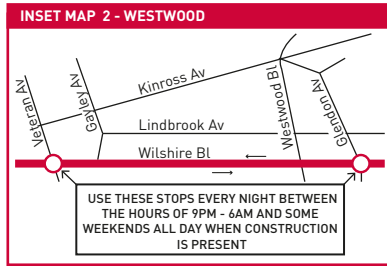 INSET MAP 2 - WESTWOOD
Veteran Av
Gayley Av
Kinross Av
Westwood Bl
Glendon Av
Lindbrook Av
Wilshire Bl
USE THESE STOPS EVERY NIGHT BETWEEN
THE HOURS OF 9PM - 6AM AND SOME
WEEKENDS ALL DAY WHEN CONSTRUCTION
IS PRESENT